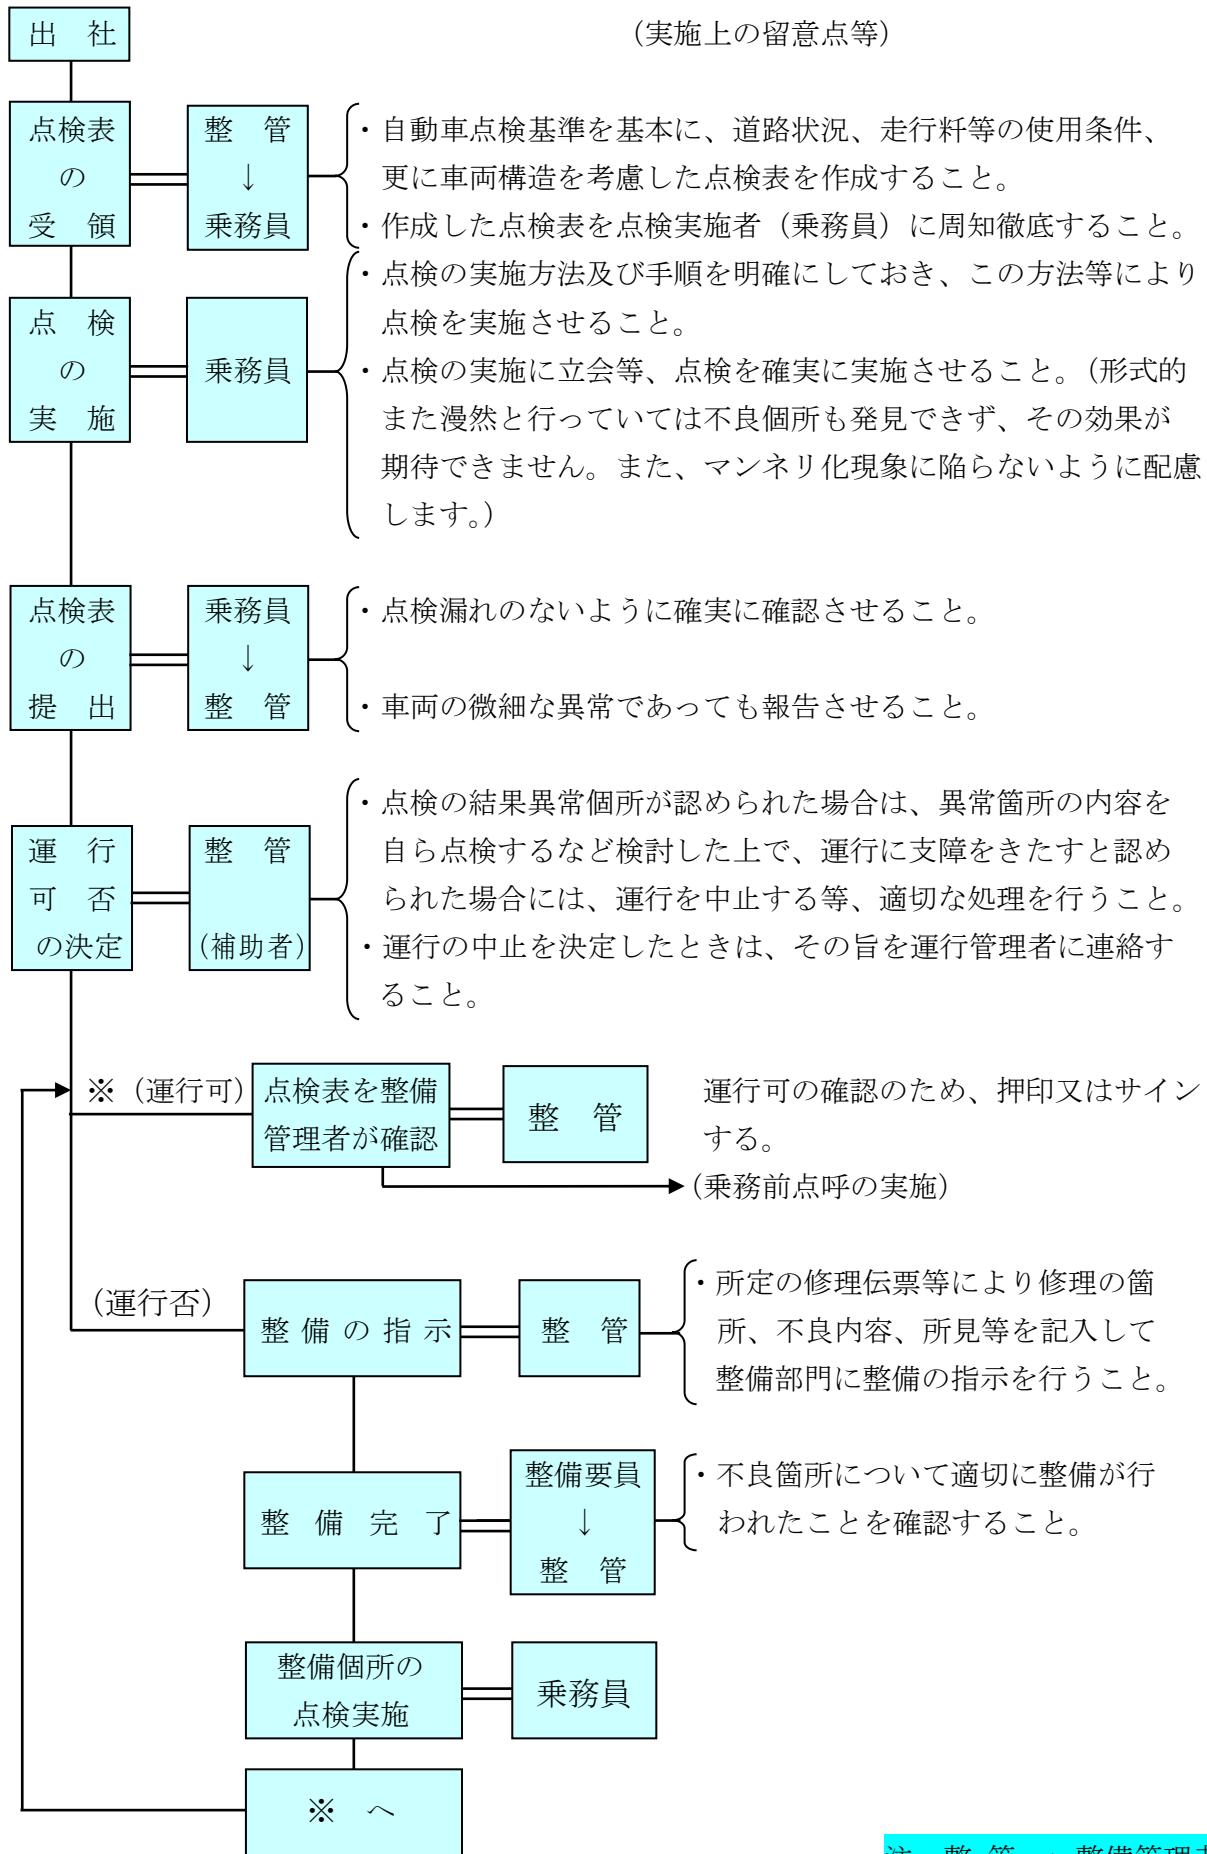 出　社
(実施上の留意点等)
点検表
の
受　領
整　管
↓
乗務員
・自動車点検基準を基本に、道路状況、走行粁等の使用条件、
更に車両構造を考慮した点検表を作成すること。
・作成した点検表を点検実施者（乗務員）に周知徹底すること。
点　検
の
実　施
乗務員
・点検の実施方法及び手順を明確にしておき、この方法等により
点検を実施させること。
・点検の実施に立会等、点検を確実に実施させること。(形式的
また漫然と行っていては不良個所も発見できず、その効果が
期待できません。また、マンネリ化現象に陥らないように配慮
します。)
点検表
の
提　出
乗務員
↓
整　管
・点検漏れのないように確実に確認させること。
・車両の微細な異常であっても報告させること。
運　行
可　否
の決定
整　管
(補助者)
・点検の結果異常個所が認められた場合は、異常箇所の内容を
自ら点検するなど検討した上で、運行に支障をきたすと認め
られた場合には、運行を中止する等、適切な処理を行うこと。
・運行の中止を決定したときは、その旨を運行管理者に連絡す
ること。
※（運行可）
点検表を整備
管理者が確認
整　管
運行可の確認のため、押印又はサイン
する。
(乗務前点呼の実施)
（運行否）
整備の指示
整　管
・所定の修理伝票等により修理の箇
所、不良内容、所見等を記入して
整備部門に整備の指示を行うこと。
整　備　完　了
整備要員
↓
整　管
・不良箇所について適切に整備が行
われたことを確認すること。
整備個所の
点検実施
乗務員
※　へ